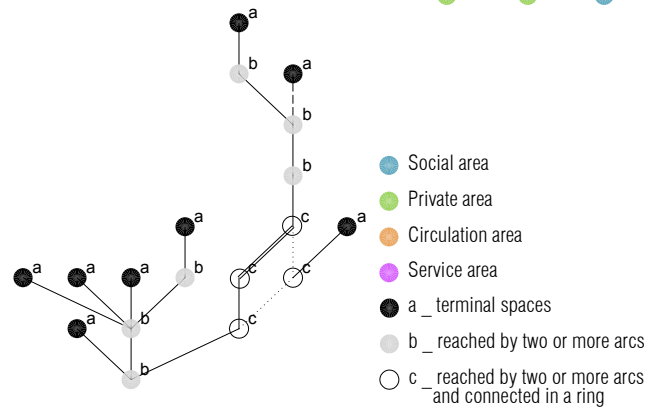 a
b
a
b
b
a
c
a
a
a
a
b
c
c
a
b
c
b
Social area
Private area
Circulation area
Service area
a _ terminal spaces
b _ reached by two or more arcs
c _ reached by two or more arcs
and connected in a ring